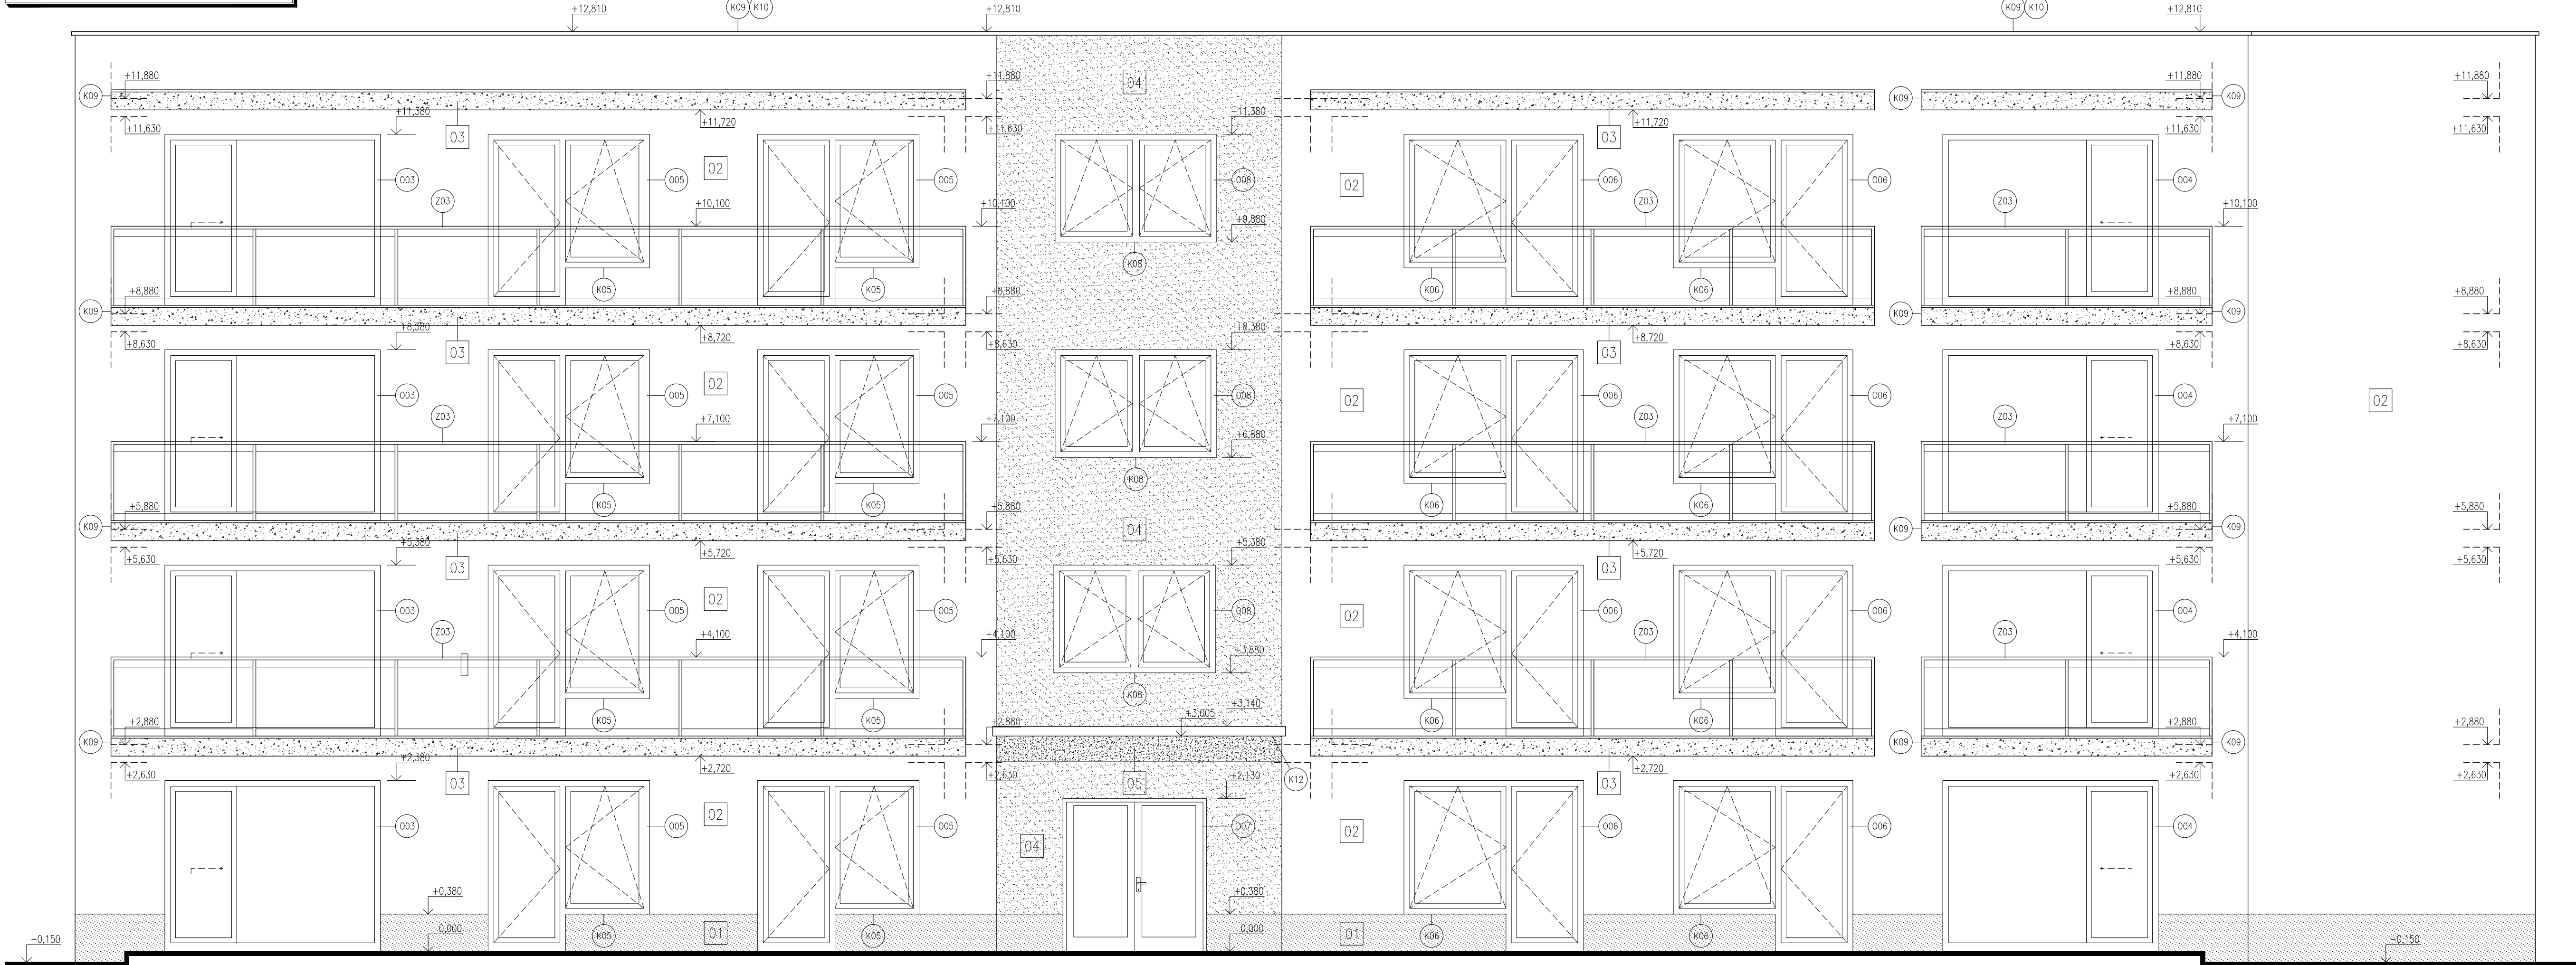 +12,810 K09 K10 +12,810 K09 K10 +12,810
+11,880 +11,880 04 +11,880 +11,880
K09 K09 K09
+11,380 +11,720 +11,380 +11,720
+11,630 03 +11,630 03 +11,630 +11,630
003 02 005 005 008 02 006 006 004
Z03 +10,100 +10,100 Z03 Z03 +10,100
+9,880
K08
+8,880 K05 K05 +8,880 K06 K06 +8,880 +8,880
K09 K09 K09
+8,380 +8,720 +8,380 +8,720
+8,630 03 +8,630 03 +8,630 +8,630
003 02 005 005 008 02 006 006 004 02
Z03 +7,100 +7,100 Z03 Z03 +7,100
+6,880
K08
+5,880 K05 K05 +5,880 K06 K06 +5,880 +5,880
K09 04 K09 K09
+5,380 +5,720 +5,380 +5,720
+5,630 03 +5,630 03 +5,630 +5,630
003 02 005 005 008 02 006 006 004
Z03 +4,100 +4,100 Z03 Z03 +4,100
+3,880
K08
+3,005 +3,140
+2,880 K05 K05 +2,880 K06 K06 +2,880 +2,880
K09 K09 K09
+2,380 +2,720 +2,720
+2,630 03 +2,630 05 +2,130 K12 03 +2,630 +2,630
003 02 005 005 D07 02 006 006 004
04
+0,380 +0,380
0,000 01 K05 K05 0,000 01 K06 K06
-0,150 -0,150